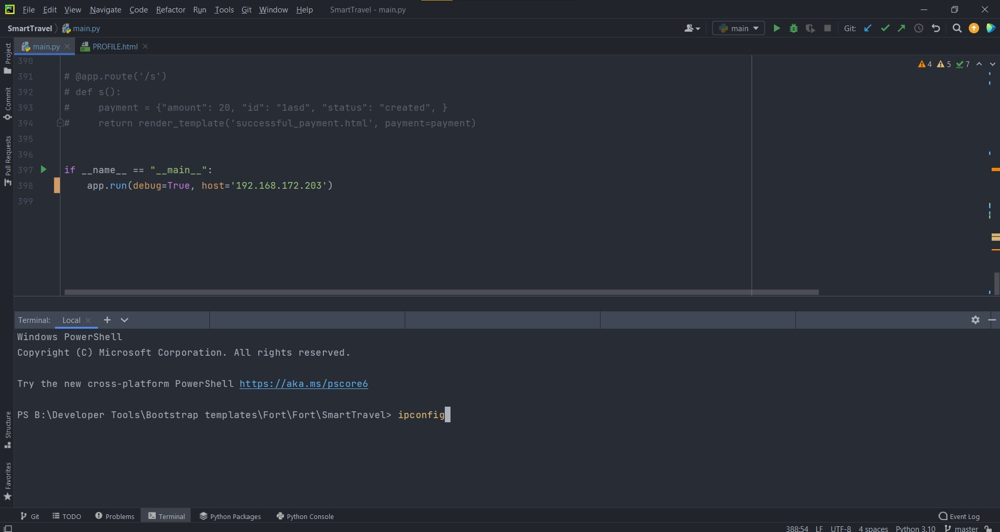 PC File Edit View Navigate Code Refactor Run Tools Git Window Help SmartTravel - main.py
SmartTravel main.py main Git:
main.py PROFILE.html
Project
Commit
Pull Requests
390
391 # @app.route('/s')
392 # def s():
393 #     payment = {"amount": 20, "id": "1asd", "status": "created", }
394 #     return render_template('successful_payment.html', payment=payment)
395
396
397 if __name__ == "__main__":
398     app.run(debug=True, host='192.168.172.203')
399
4 5 7
Terminal: Local
Windows PowerShell
Copyright (C) Microsoft Corporation. All rights reserved.
Try the new cross-platform PowerShell https://aka.ms/pscore6
PS B:\Developer Tools\Bootstrap templates\Fort\Fort\SmartTravel> ipconfig
Structure
Favorites
Git TODO Problems Terminal Python Packages Python Console Event Log
388:54 LF UTF-8 4 spaces Python 3.10 master